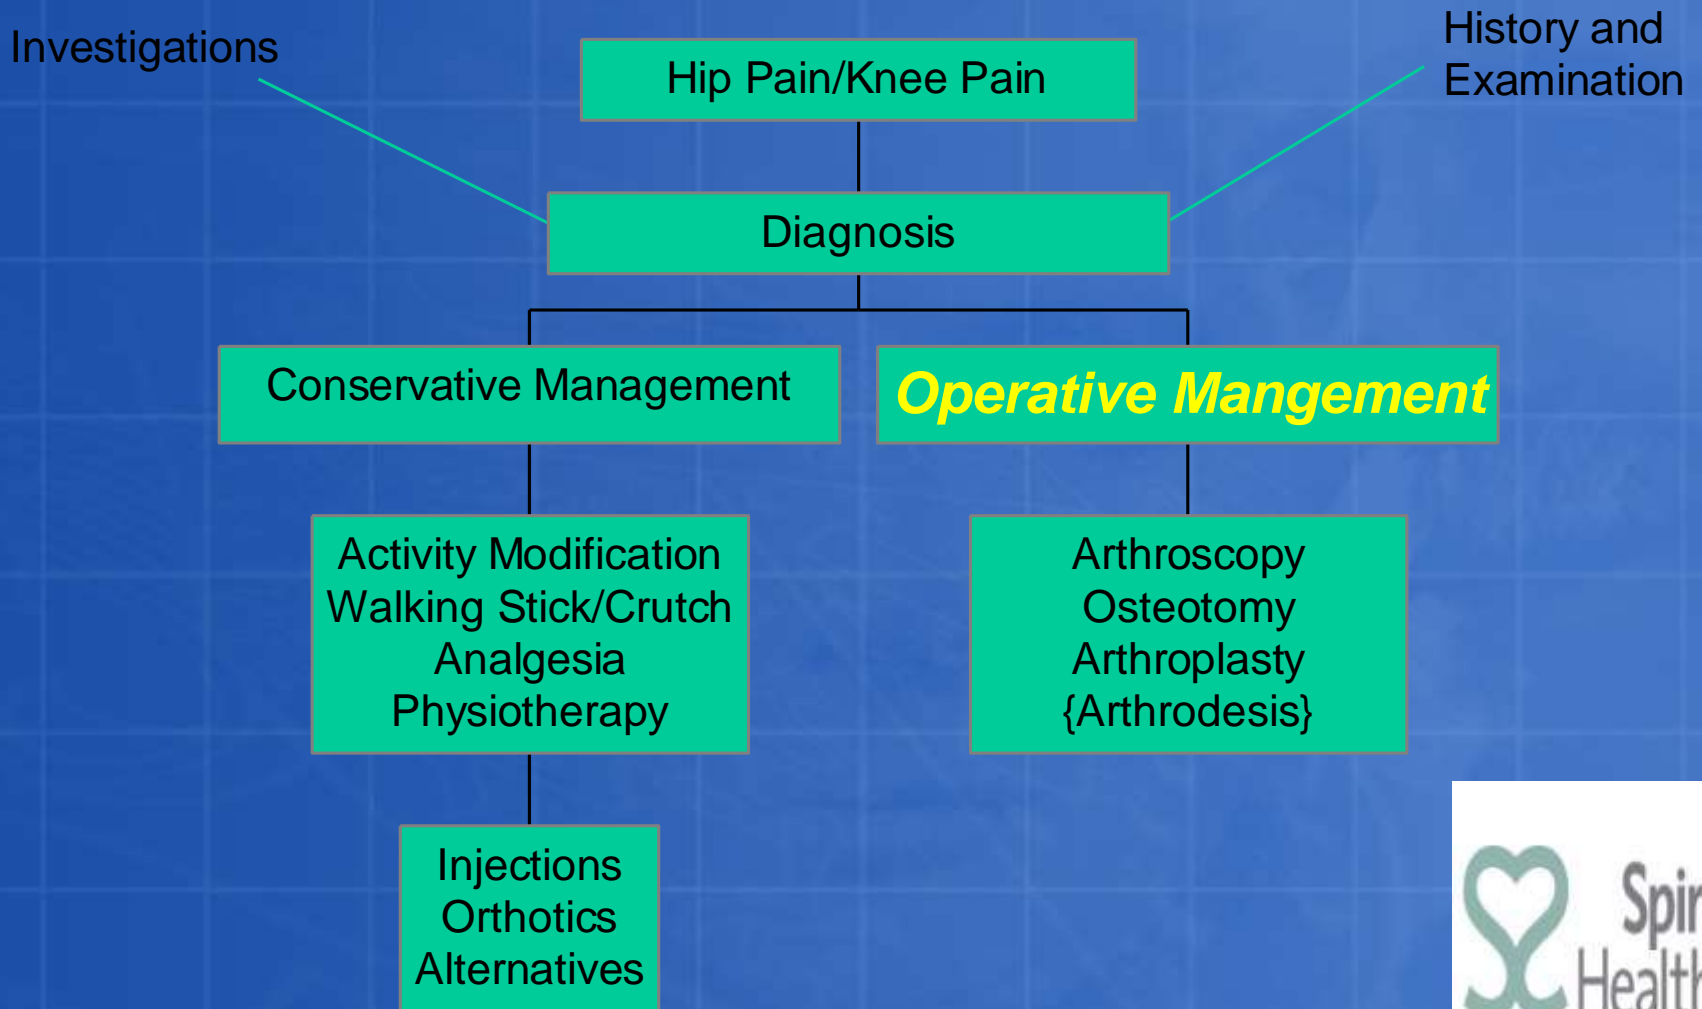 Investigations
Hip Pain/Knee Pain
History and
Examination
Diagnosis
Conservative Management
Operative Mangement
Activity Modification
Walking Stick/Crutch
Analgesia
Physiotherapy
Arthroscopy
Osteotomy
Arthroplasty
{Arthrodesis}
Injections
Orthotics
Alternatives